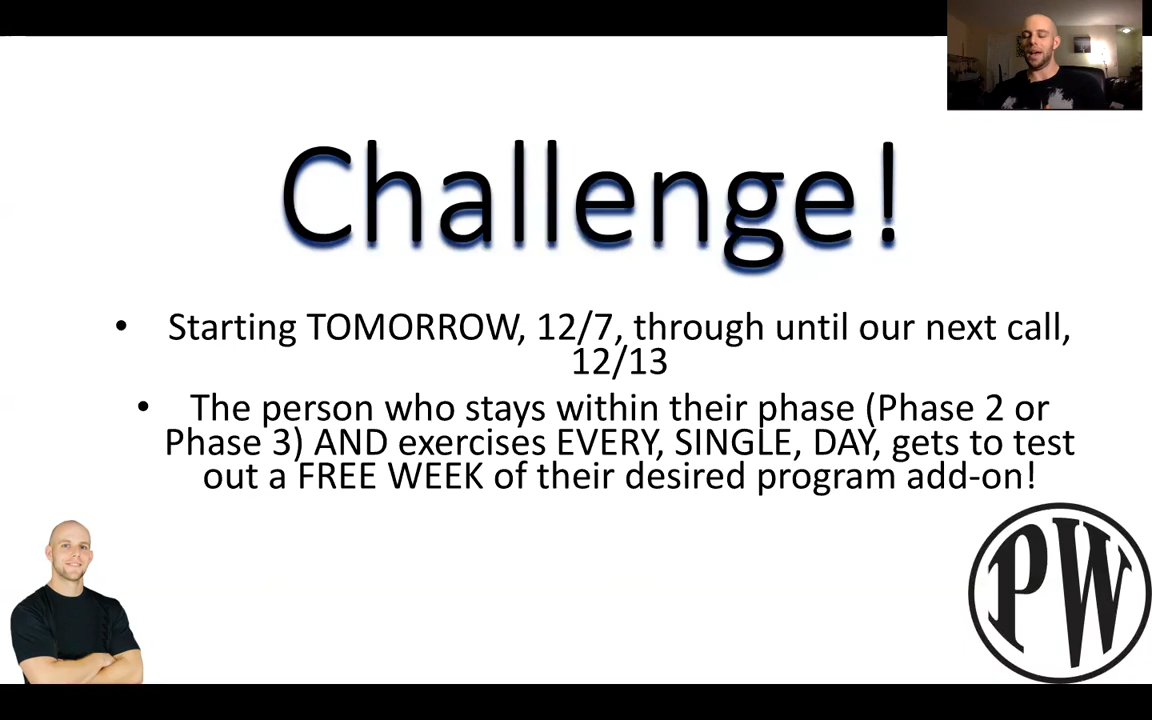 Challenge!
• Starting TOMORROW, 12/7, through until our next call,
12/13
• The person who stays within their phase (Phase 2 or
Phase 3) AND exercises EVERY, SINGLE, DAY, gets to test
out a FREE WEEK of their desired program add-on!
PW